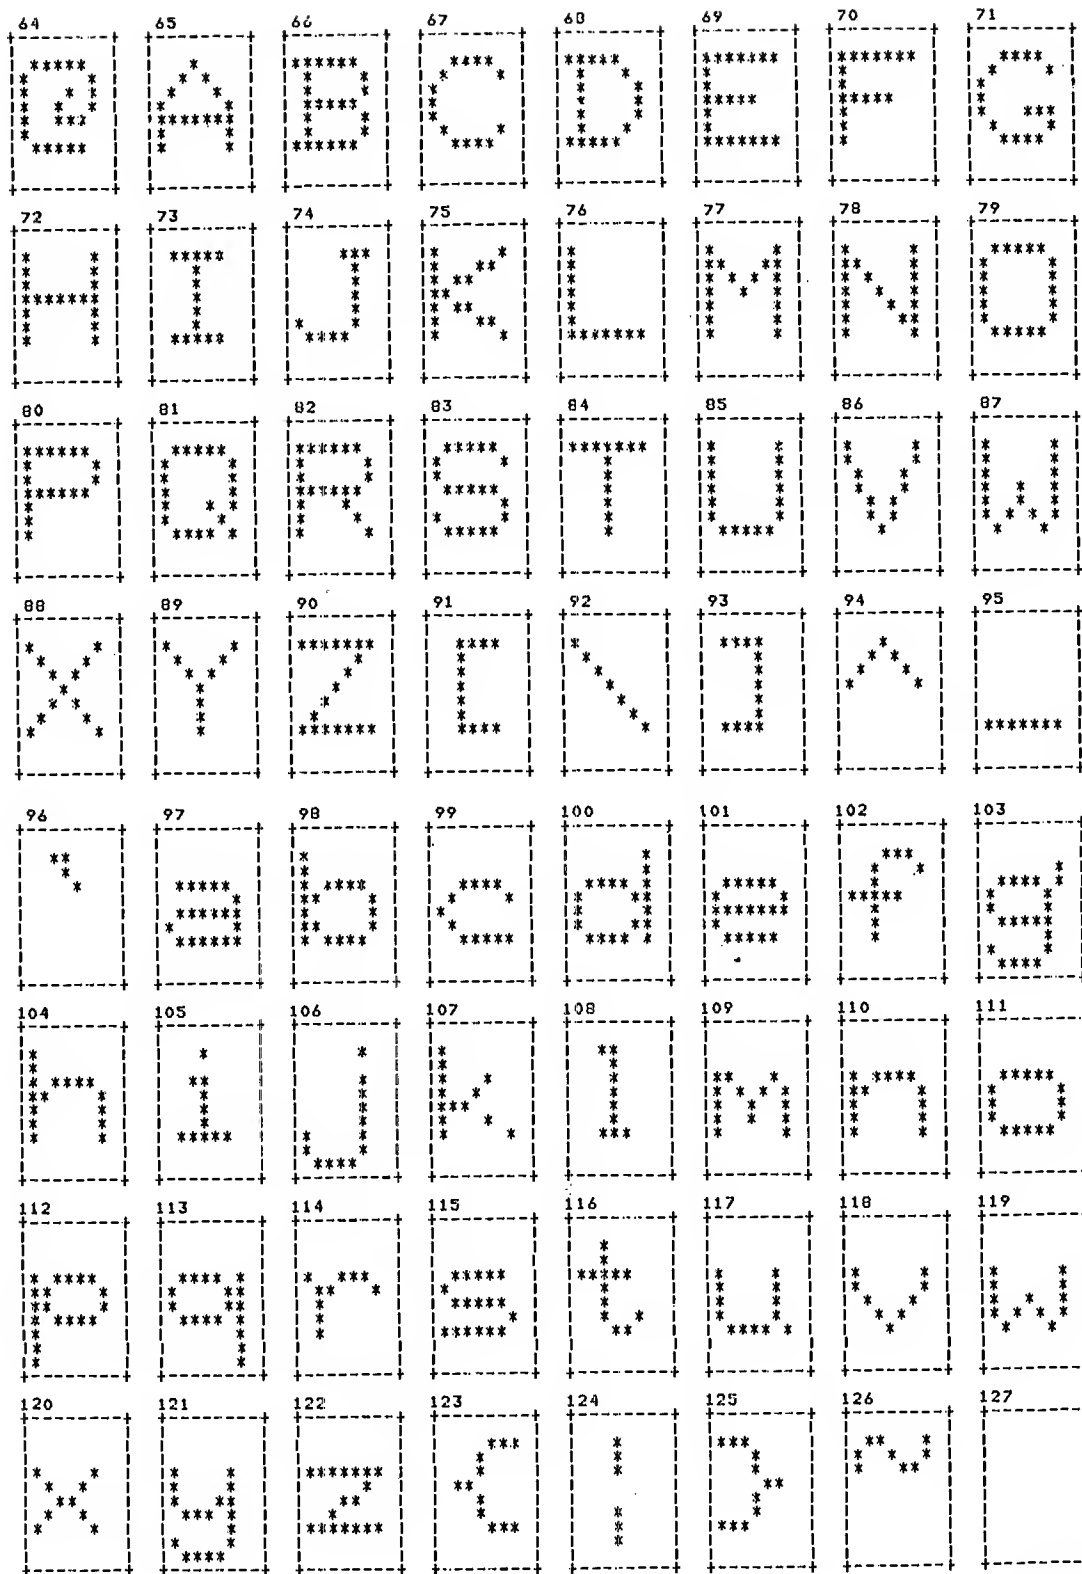 64 65 66 67 68 69 70 71
@ A B C D E F G
72 73 74 75 76 77 78 79
H I J K L M N O
80 81 82 83 84 85 86 87
P Q R S T U V W
88 89 90 91 92 93 94 95
X Y Z [ \ ] ^ _
96 97 98 99 100 101 102 103
` a b c d e f g
104 105 106 107 108 109 110 111
h i j k l m n o
112 113 114 115 116 117 118 119
p q r s t u v w
120 121 122 123 124 125 126 127
x y z { | } ~